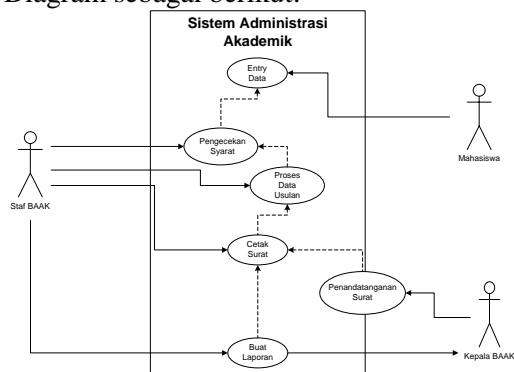 Diagram sebagai berikut:
Sistem Administrasi
Akademik
Entry
Data
Mahasiswa
Pengecekan
Syarat
Proses
Data
Usulan
Staf BAAK
Cetak
Surat
Penandatanganan
Surat
Kepala BAAK
Buat
Laporan